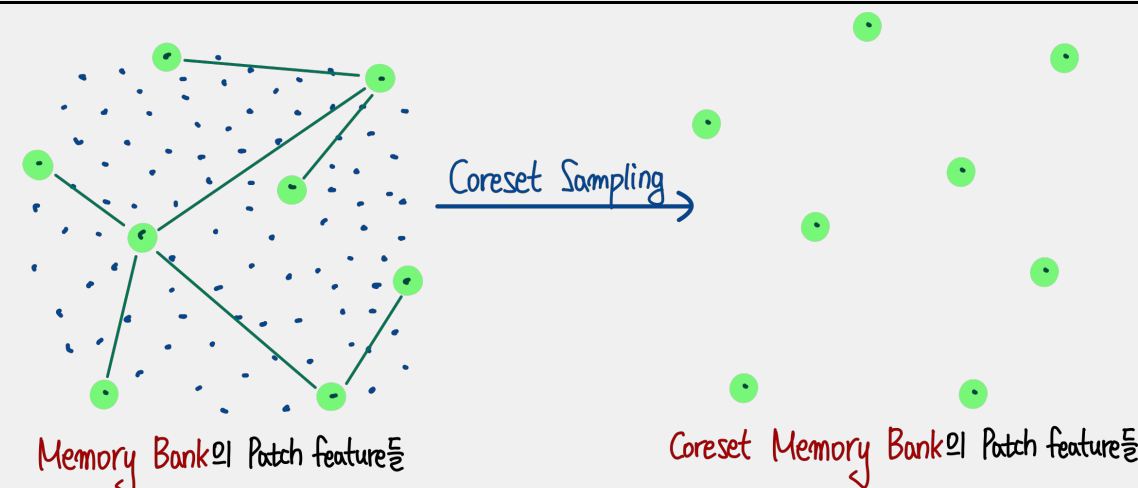 Coreset Sampling
Memory Bank의 Patch feature들
Coreset Memory Bank의 Patch feature들